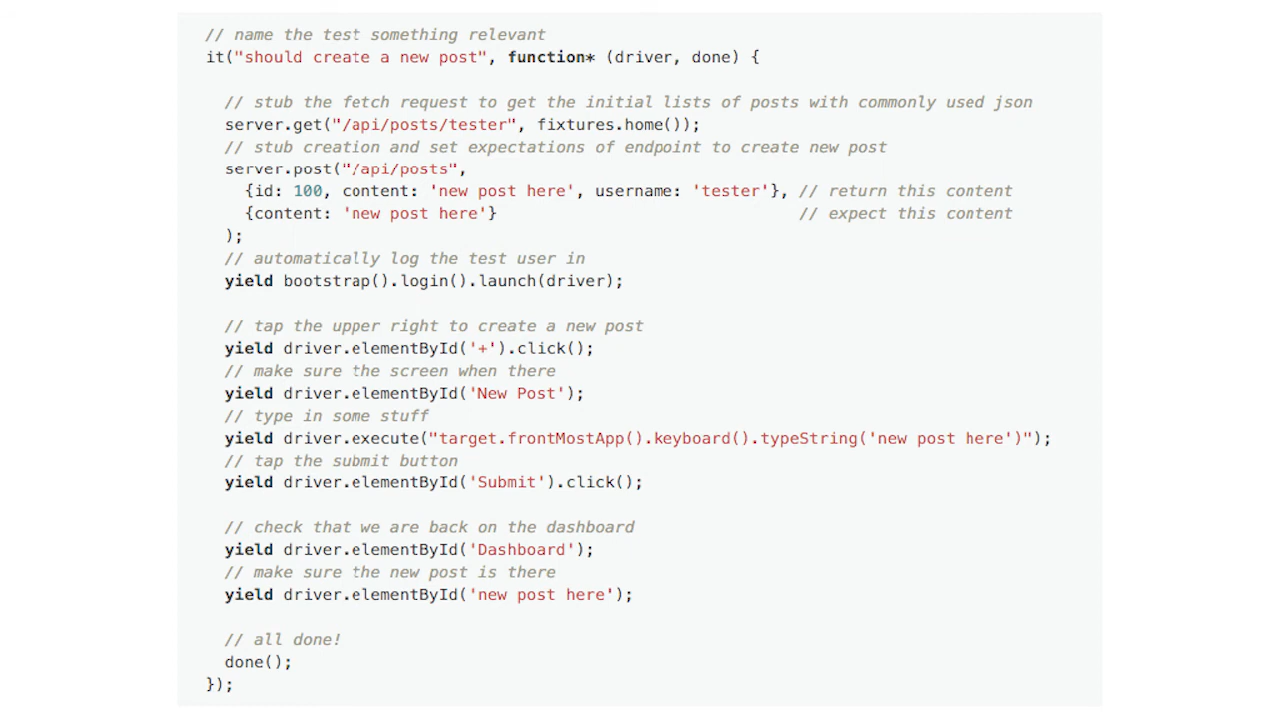 // name the test something relevant
it("should create a new post", function* (driver, done) {
// stub the fetch request to get the initial lists of posts with commonly used json
server.get("/api/posts/tester", fixtures.home());
// stub creation and set expectations of endpoint to create new post
server.post("/api/posts",
{id: 100, content: 'new post here', username: 'tester'}, // return this content
{content: 'new post here'} // expect this content
);
// automatically log the test user in
yield bootstrap().login().launch(driver);
// tap the upper right to create a new post
yield driver.elementById('+').click();
// make sure the screen when there
yield driver.elementById('New Post');
// type in some stuff
yield driver.execute("target.frontMostApp().keyboard().typeString('new post here')");
// tap the submit button
yield driver.elementById('Submit').click();
// check that we are back on the dashboard
yield driver.elementById('Dashboard');
// make sure the new post is there
yield driver.elementById('new post here');
// all done!
done();
});